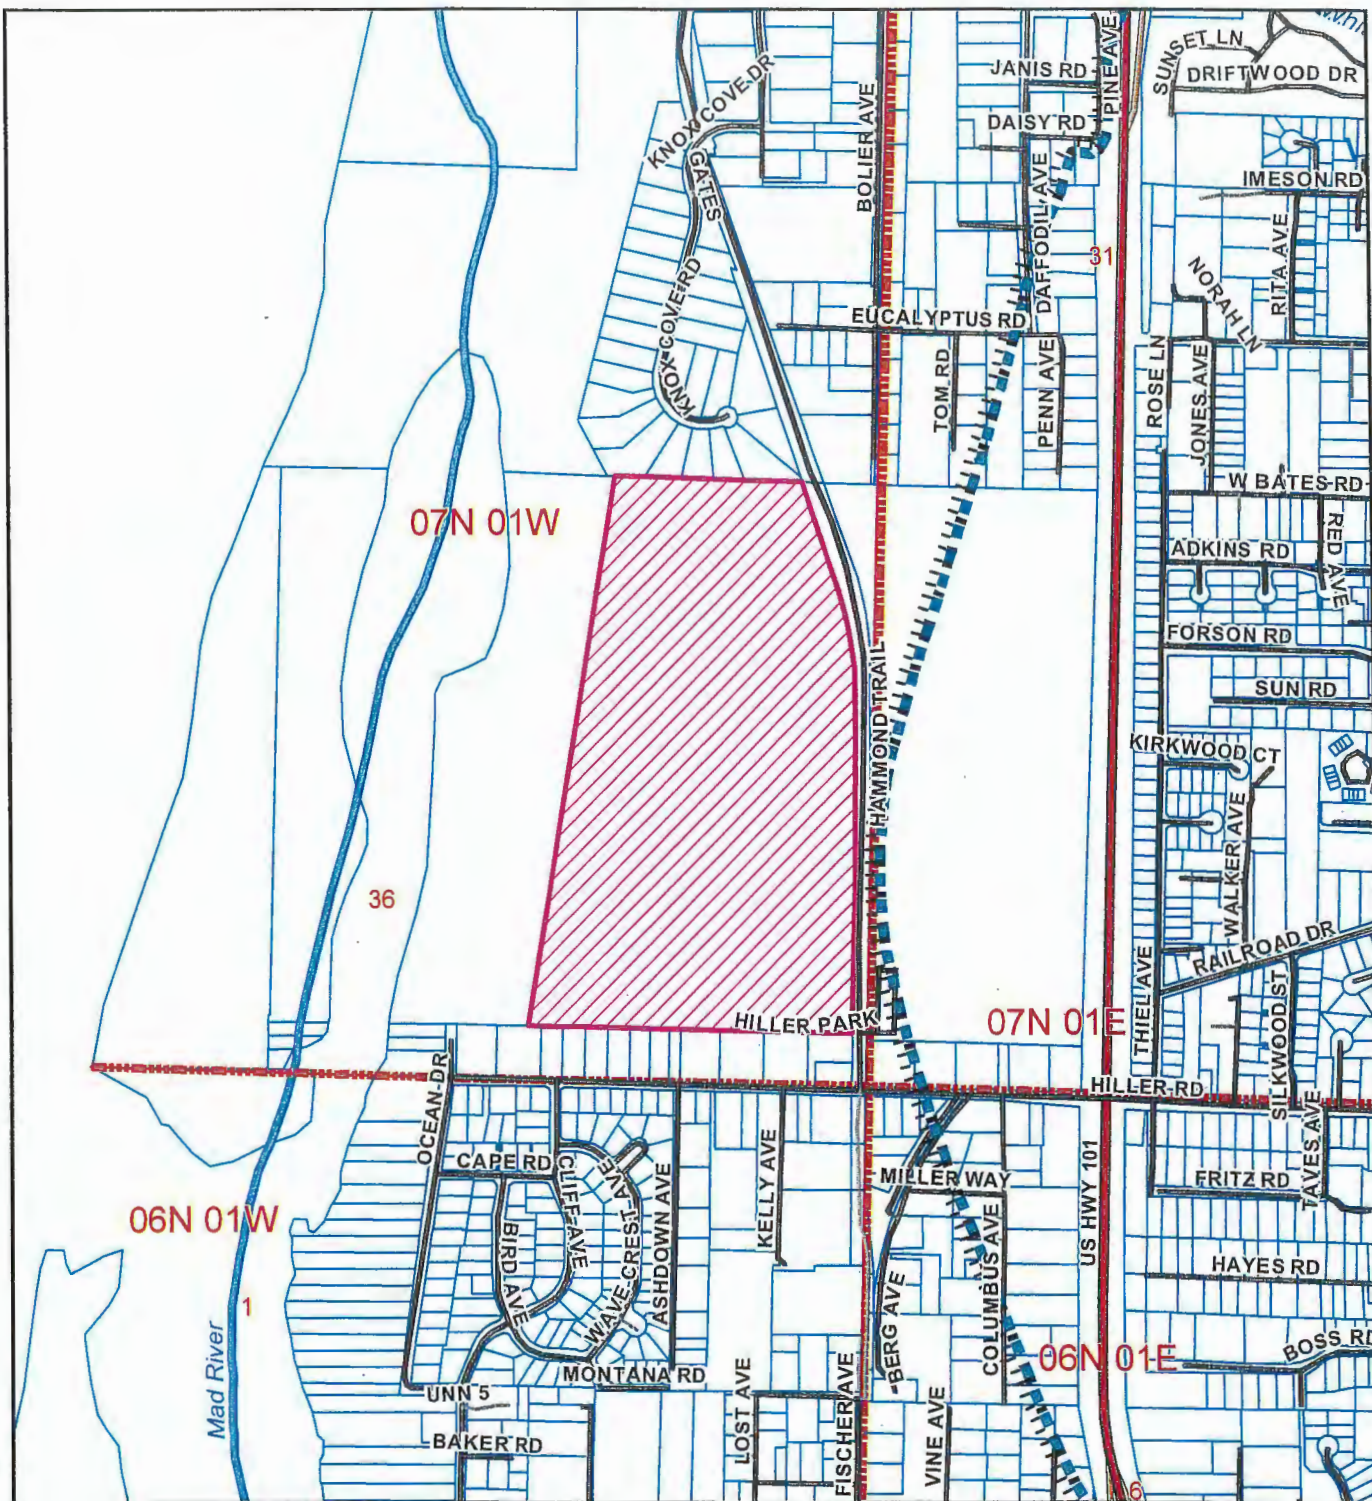 SUNSET LN
PINE AVE
JANIS RD
DRIFTWOOD DR
KNOX COVE DR
BOLIER AVE
DAISY RD
GATES
IMESON RD
DAFFODIL AVE
31
RITA AVE
NORAH LN
KNOX COVE RD
EUCALYPTUS RD
TOM RD
PENN AVE
ROSE LN
JONES AVE
W BATES RD
07N 01W
RED AVE
ADKINS RD
FORSON RD
HAMMOND TRAIL
SUN RD
KIRKWOOD CT
WALKER AVE
36
RAILROAD DR
HILLER PARK
07N 01E
THIEL AVE
SILKWOOD ST
OCEAN DR
HILLER RD
CAPE RD
CLIFF AVE
WAVECREST AVE
ASHDOWN AVE
KELLY AVE
MILLER WAY
US HWY 101
FRITZ RD
TAVES AVE
06N 01W
BIRD AVE
COLUMBUS AVE
HAYES RD
1
BERG AVE
Mad River
06N 01E
BOSS RD
MONTANA RD
UNN 5
LOST AVE
FISCHER AVE
VINE AVE
BAKER RD
6